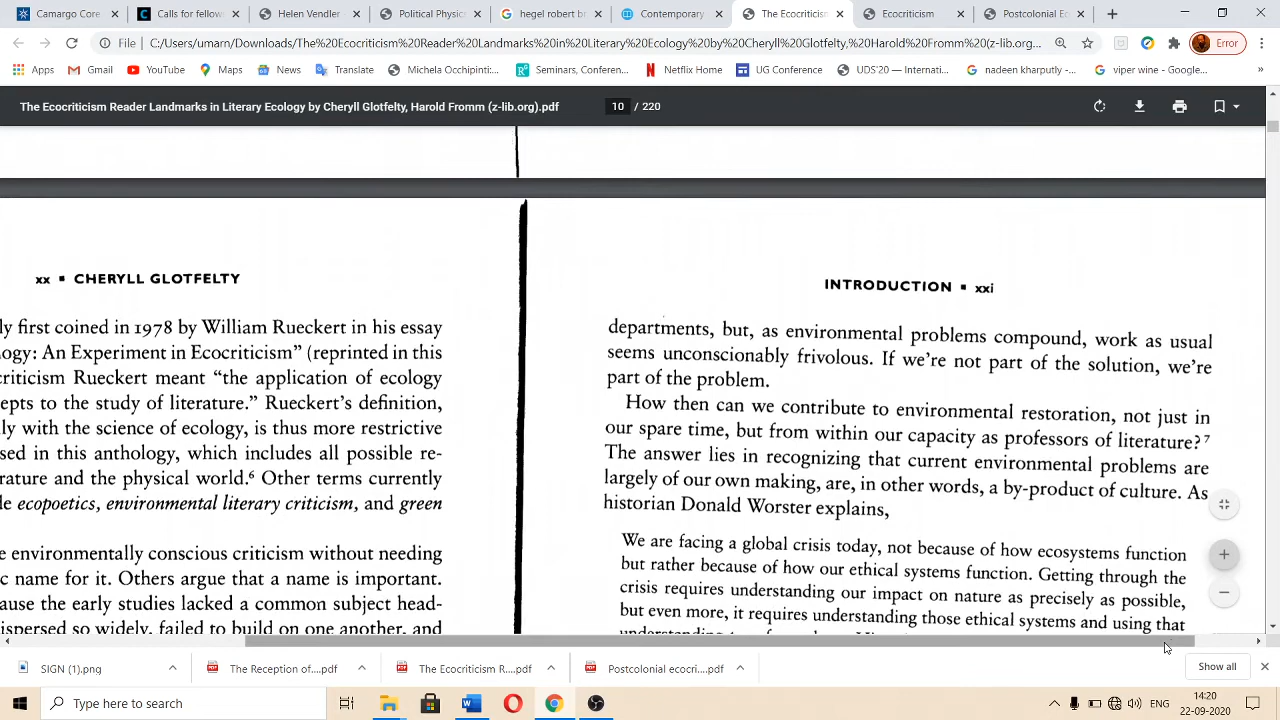 Camargo Core
Calls for fellow
Helen Vendler
Political Physic
hegel robert b
Contemporary
The Ecocriticism
Ecocriticism
Postcolonial Ec
File
C:/Users/umarn/Downloads/The%20Ecocriticism%20Reader%20Landmarks%20in%20Literary%20Ecology%20by%20Cheryll%20Glotfelty,%20Harold%20Fromm%20(z-lib.org...
Error
Apps
Gmail
YouTube
Maps
News
Translate
Michela Occhipinti...
Seminars, Conferen...
Netflix Home
UG Conference
UDS'20 — Internati...
nadeen kharputly -...
viper wine - Google...
»
The Ecocriticism Reader Landmarks in Literary Ecology by Cheryll Glotfelty, Harold Fromm (z-lib.org).pdf
10 / 220
xx ▪ CHERYLL GLOTFELTY
ly first coined in 1978 by William Rueckert in his essay
ogy: An Experiment in Ecocriticism” (reprinted in this
criticism Rueckert meant “the application of ecology
epts to the study of literature.” Rueckert’s definition,
ly with the science of ecology, is thus more restrictive
sed in this anthology, which includes all possible re-
rature and the physical world.⁶ Other terms currently
le ecopoetics, environmental literary criticism, and green
e environmentally conscious criticism without needing
c name for it. Others argue that a name is important.
ause the early studies lacked a common subject head-
dispersed so widely, failed to build on one another, and
INTRODUCTION ▪ xxi
departments, but, as environmental problems compound, work as usual
seems unconscionably frivolous. If we’re not part of the solution, we’re
part of the problem.
How then can we contribute to environmental restoration, not just in
our spare time, but from within our capacity as professors of literature?⁷
The answer lies in recognizing that current environmental problems are
largely of our own making, are, in other words, a by-product of culture. As
historian Donald Worster explains,
We are facing a global crisis today, not because of how ecosystems function
but rather because of how our ethical systems function. Getting through the
crisis requires understanding our impact on nature as precisely as possible,
but even more, it requires understanding those ethical systems and using that
SIGN (1).png
The Reception of....pdf
The Ecocriticism R....pdf
Postcolonial ecocri....pdf
Show all
Type here to search
ENG
14:20
22-09-2020